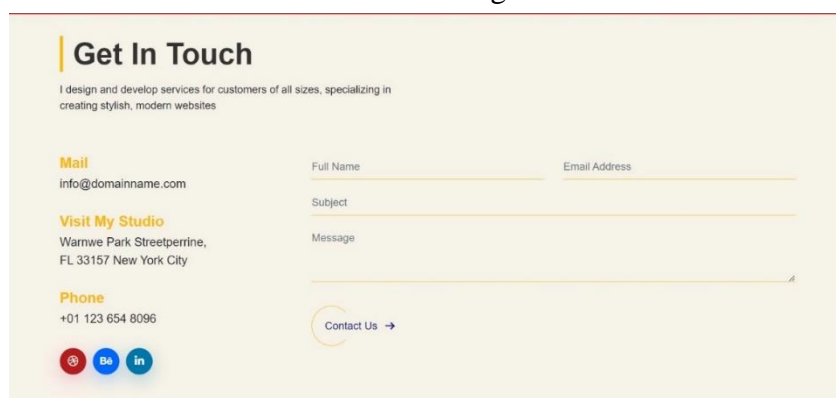 Get In Touch
I design and develop services for customers of all sizes, specializing in
creating stylish, modern websites
Mail
info@domainname.com
Visit My Studio
Warnwe Park Streetperrine,
FL 33157 New York City
Phone
+01 123 654 8096
Bē
in
Full Name
Email Address
Subject
Message
Contact Us →